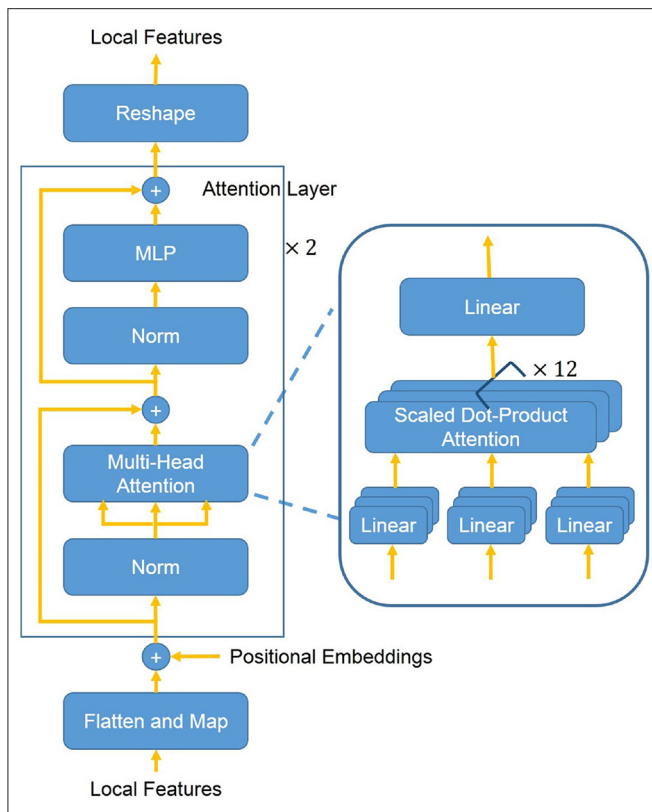 Local Features
Reshape
+
Attention Layer
MLP
× 2
Norm
+
Multi-Head
Attention
Norm
+
Positional Embeddings
Flatten and Map
Local Features
Linear
× 12
Scaled Dot-Product
Attention
Linear
Linear
Linear